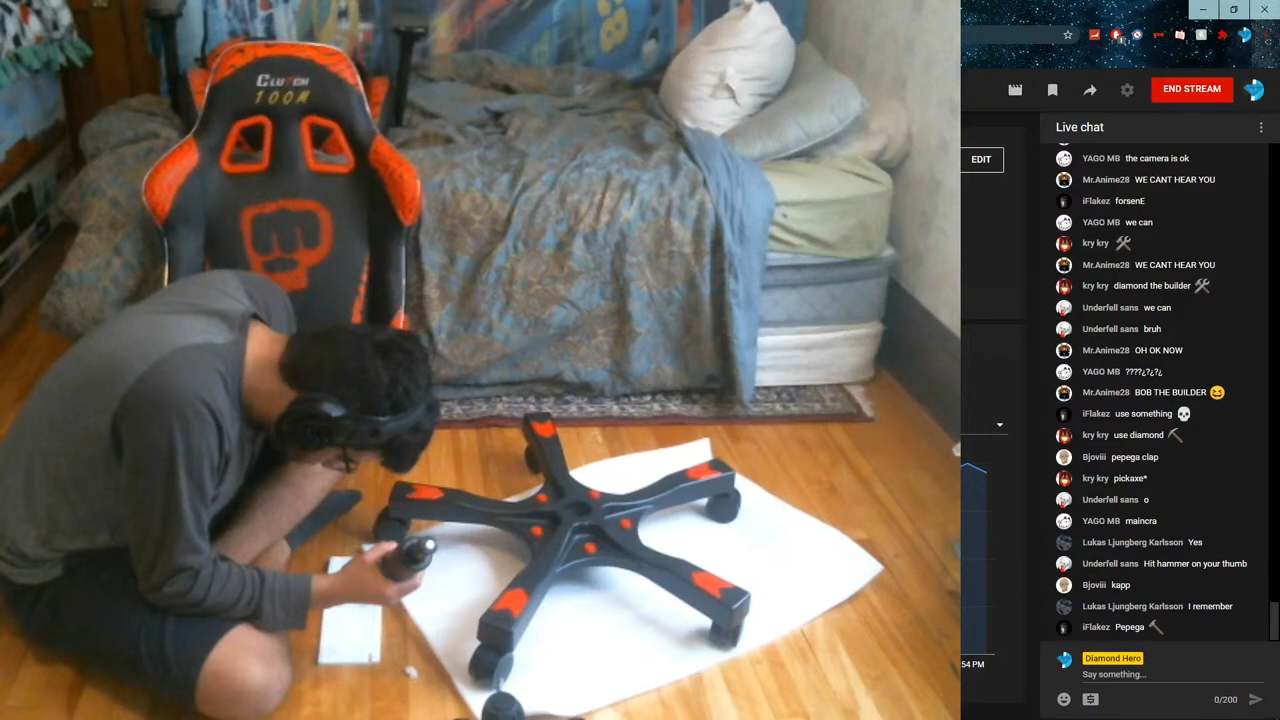 CLUTCH
100M
END STREAM
Live chat
EDIT
YAGO MB the camera is ok
Mr.Anime28 WE CANT HEAR YOU
iFlakez forsenE
YAGO MB we can
kry kry
Mr.Anime28 WE CANT HEAR YOU
kry kry diamond the builder
Underfell sans we can
Underfell sans bruh
Mr.Anime28 OH OK NOW
YAGO MB ????¿?¿?¿
Mr.Anime28 BOB THE BUILDER 😆
iFlakez use something 💀
kry kry use diamond
Bjoviii pepega clap
kry kry pickaxe*
Underfell sans o
YAGO MB maincra
Lukas Ljungberg Karlsson Yes
Underfell sans Hit hammer on your thumb
Bjoviii kapp
Lukas Ljungberg Karlsson I remember
iFlakez Pepega
:54 PM
Diamond Hero
Say something...
0/200